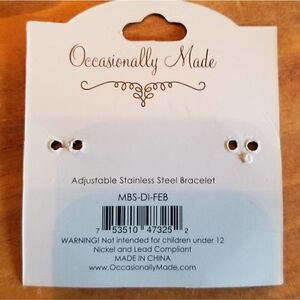 Occasionally Made
Adjustable Stainless Steel Bracelet
MBS-DI-FEB
7 53510 47325 2
WARNING! Not intended for children under 12
Nickel and Lead Compliant
MADE IN CHINA
www.OccasionallyMade.com